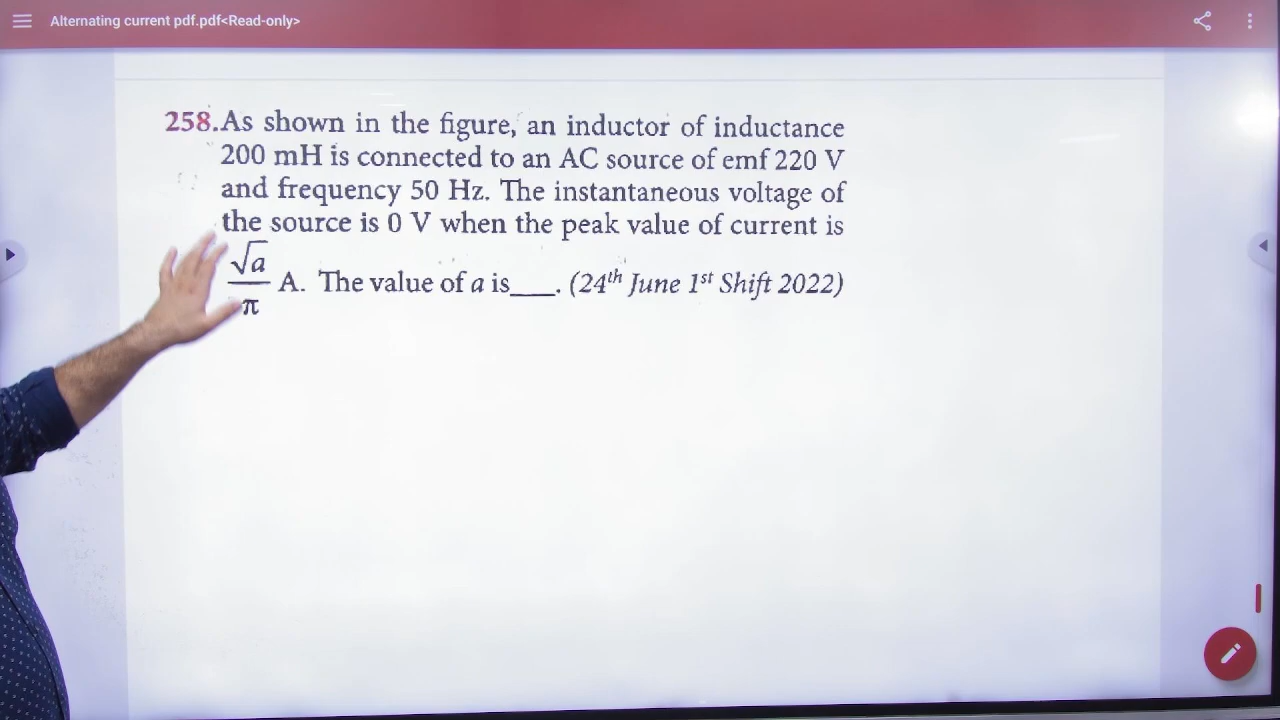 Alternating current pdf.pdf<Read-only>
258. As shown in the figure, an inductor of inductance
200 mH is connected to an AC source of emf 220 V
and frequency 50 Hz. The instantaneous voltage of
the source is 0 V when the peak value of current is
√a/π A. The value of a is___. (24th June 1st Shift 2022)